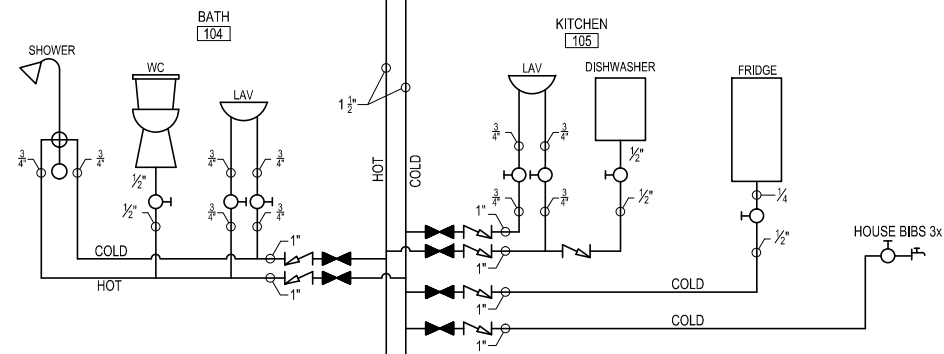 BATH
104
SHOWER
WC
LAV
3/4"
3/4"
1/2"
1/2"
3/4"
3/4"
3/4"
3/4"
COLD
1"
HOT
1"
1 1/2"
HOT
COLD
KITCHEN
105
LAV
DISHWASHER
FRIDGE
3/4"
3/4"
1/2"
1"
3/4"
1/2"
1/4
1/2"
1"
HOUSE BIBS 3x
COLD
1"
COLD
1"